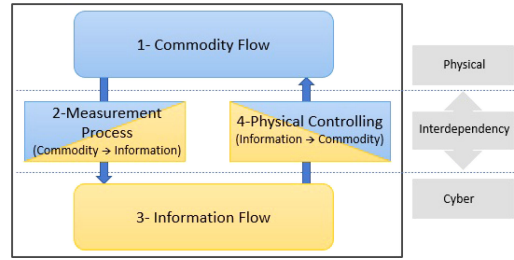 1- Commodity Flow
Physical
2-Measurement
Process
(Commodity → Information)
4-Physical Controlling
(Information → Commodity)
Interdependency
3- Information Flow
Cyber